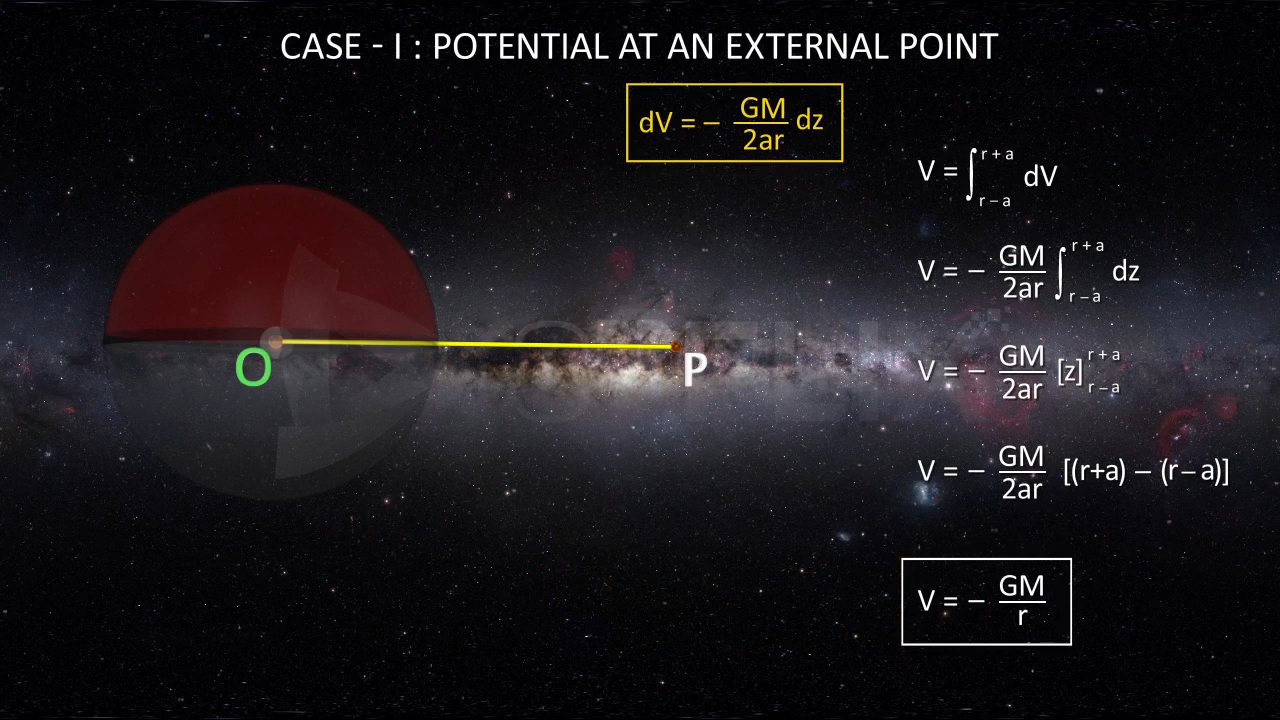 CASE - I : POTENTIAL AT AN EXTERNAL POINT
dV = − GM/2ar dz
V = ∫_{r − a}^{r + a} dV
V = − GM/2ar ∫_{r − a}^{r + a} dz
V = − GM/2ar [z]_{r − a}^{r + a}
V = − GM/2ar [(r+a) − (r − a)]
V = − GM/r
O
P